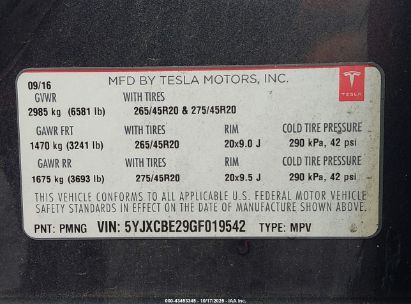 09/16
MFD BY TESLA MOTORS, INC.
TESLA
GVWR WITH TIRES
2985 kg (6581 lb) 265/45R20 & 275/45R20
GAWR FRT WITH TIRES RIM COLD TIRE PRESSURE
1470 kg (3241 lb) 265/45R20 20x9.0 J 290 kPa, 42 psi
GAWR RR WITH TIRES RIM COLD TIRE PRESSURE
1675 kg (3693 lb) 275/45R20 20x9.5 J 290 kPa, 42 psi
THIS VEHICLE CONFORMS TO ALL APPLICABLE U.S. FEDERAL MOTOR VEHICLE
SAFETY STANDARDS IN EFFECT ON THE DATE OF MANUFACTURE SHOWN ABOVE.
PNT: PMNG VIN: 5YJXCBE29GF019542 TYPE: MPV